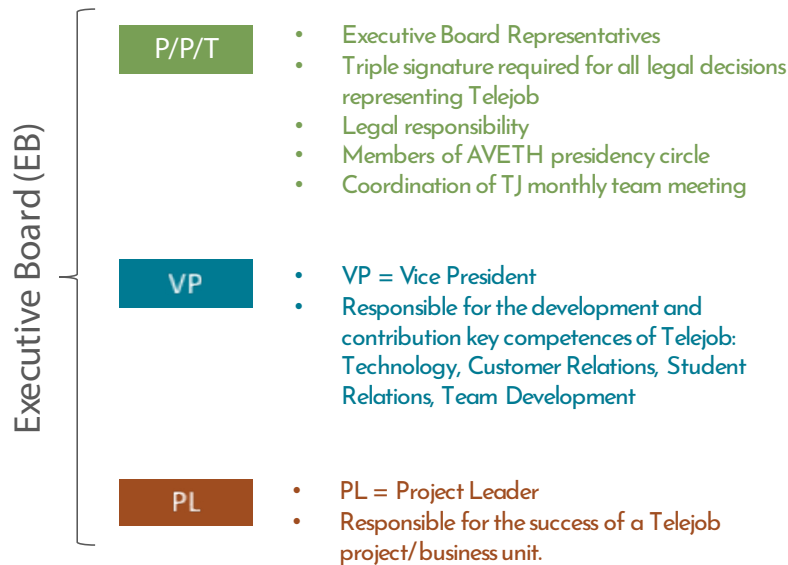 Executive Board (EB)
P/P/T
• Executive Board Representatives
• Triple signature required for all legal decisions
representing Telejob
• Legal responsibility
• Members of AVETH presidency circle
• Coordination of TJ monthly team meeting
VP
• VP = Vice President
• Responsible for the development and
contribution key competences of Telejob:
Technology, Customer Relations, Student
Relations, Team Development
PL
• PL = Project Leader
• Responsible for the success of a Telejob
project/business unit.